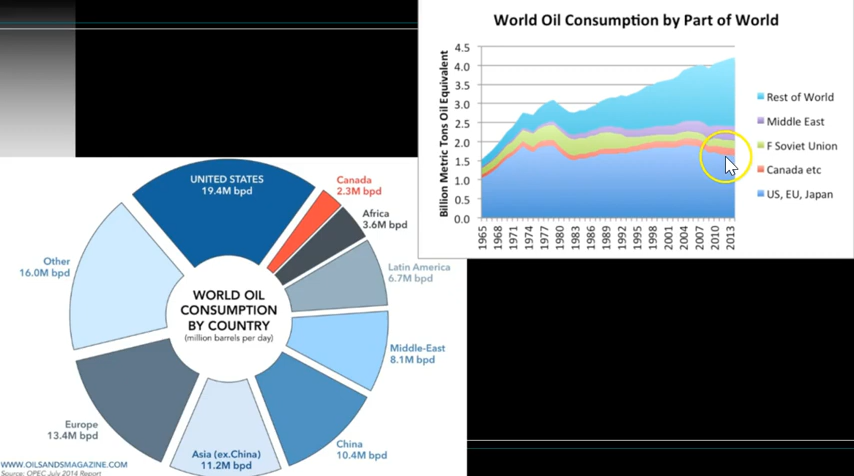 World Oil Consumption by Part of World
Billion Metric Tons Oil Equivalent
4.5
4.0
3.5
3.0
2.5
2.0
1.5
1.0
0.5
0.0
1965
1968
1971
1974
1977
1980
1983
1986
1989
1992
1995
1998
2001
2004
2007
2010
2013
Rest of World
Middle East
F Soviet Union
Canada etc
US, EU, Japan
UNITED STATES
19.4M bpd
Canada
2.3M bpd
Africa
3.6M bpd
Latin America
6.7M bpd
Middle-East
8.1M bpd
China
10.4M bpd
Asia (ex.China)
11.2M bpd
Europe
13.4M bpd
Other
16.0M bpd
WORLD OIL
CONSUMPTION
BY COUNTRY
(million barrels per day)
WWW.OILSANDSMAGAZINE.COM
Source: OPEC July 2014 Report